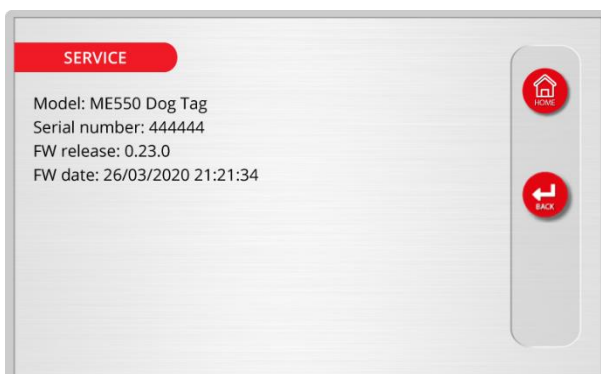 SERVICE
Model: ME550 Dog Tag
Serial number: 444444
FW release: 0.23.0
FW date: 26/03/2020 21:21:34
HOME
BACK